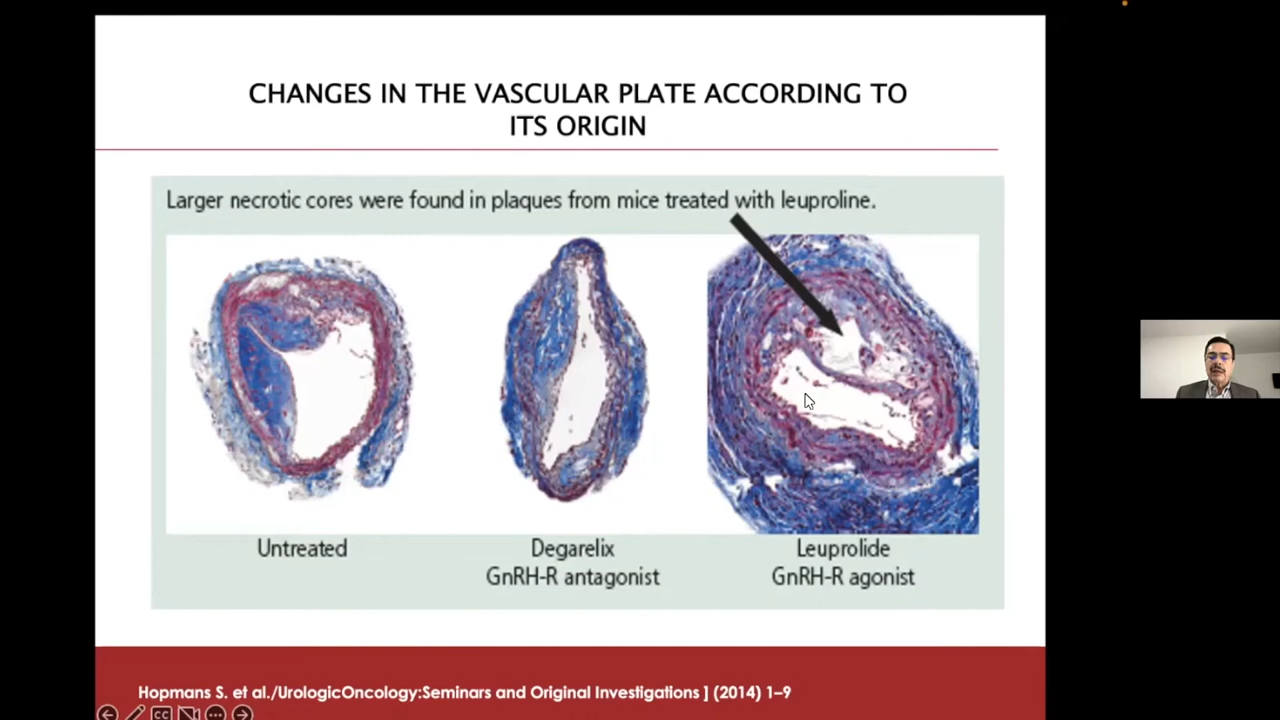 CHANGES IN THE VASCULAR PLATE ACCORDING TO
ITS ORIGIN
Larger necrotic cores were found in plaques from mice treated with leuproline.
Untreated
Degarelix
GnRH-R antagonist
Leuprolide
GnRH-R agonist
Hopmans S. et al./UrologicOncology:Seminars and Original Investigations ] (2014) 1–9
CC